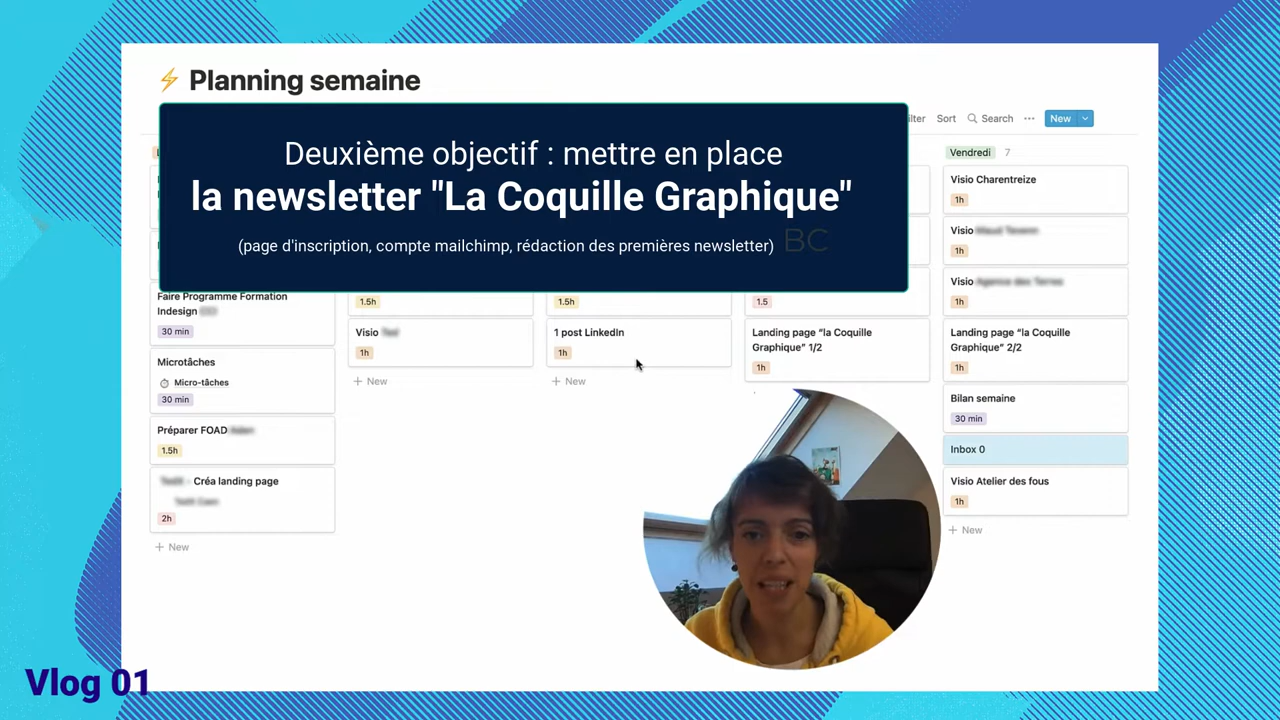 ⚡ Planning semaine
Deuxième objectif : mettre en place
la newsletter "La Coquille Graphique"
(page d'inscription, compte mailchimp, rédaction des premières newsletter)
BC
Sort
Search
New
Faire Programme Formation
Indesign
30 min
Microtâches
Micro-tâches
30 min
Préparer FOAD
1.5h
Créa landing page
2h
+ New
1.5h
Visio
1h
+ New
1.5h
1 post LinkedIn
1h
+ New
1.5
Landing page “la Coquille
Graphique” 1/2
1h
Vendredi 7
Visio Charentreize
1h
Visio
1h
Visio
1h
Landing page “la Coquille
Graphique” 2/2
1h
Bilan semaine
30 min
Inbox 0
Visio Atelier des fous
1h
+ New
Vlog 01